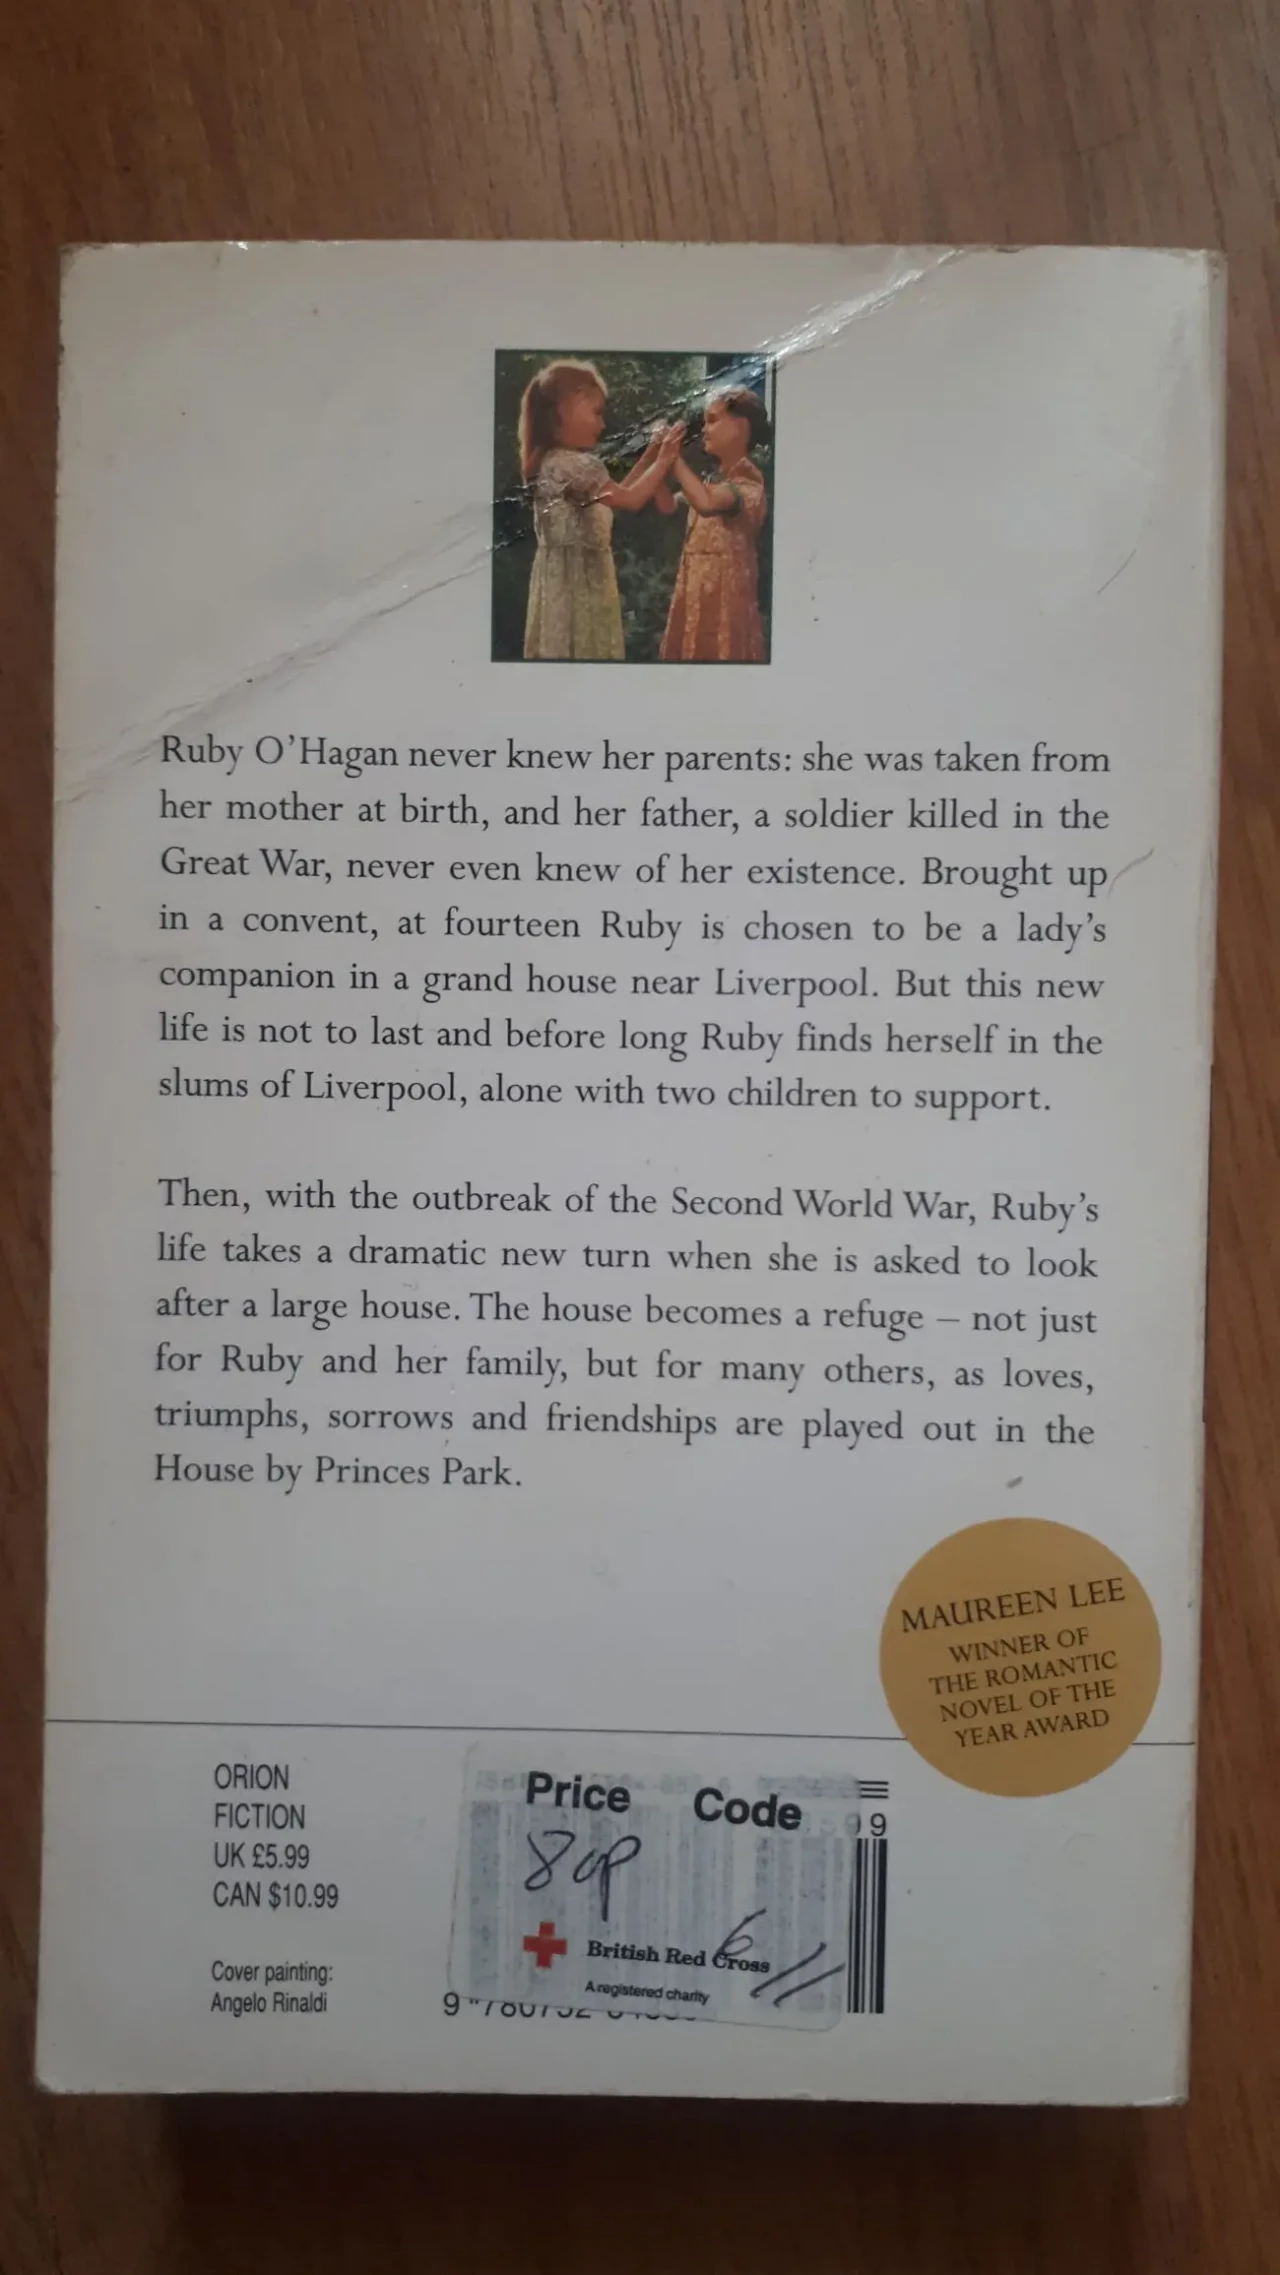 Ruby O’Hagan never knew her parents: she was taken from
her mother at birth, and her father, a soldier killed in the
Great War, never even knew of her existence. Brought up
in a convent, at fourteen Ruby is chosen to be a lady’s
companion in a grand house near Liverpool. But this new
life is not to last and before long Ruby finds herself in the
slums of Liverpool, alone with two children to support.
Then, with the outbreak of the Second World War, Ruby’s
life takes a dramatic new turn when she is asked to look
after a large house. The house becomes a refuge – not just
for Ruby and her family, but for many others, as loves,
triumphs, sorrows and friendships are played out in the
House by Princes Park.
MAUREEN LEE
WINNER OF
THE ROMANTIC
NOVEL OF THE
YEAR AWARD
ORION
FICTION
UK £5.99
CAN $10.99
Cover painting:
Angelo Rinaldi
Price Code
80p
6
British Red Cross
A registered charity
99
9 780752